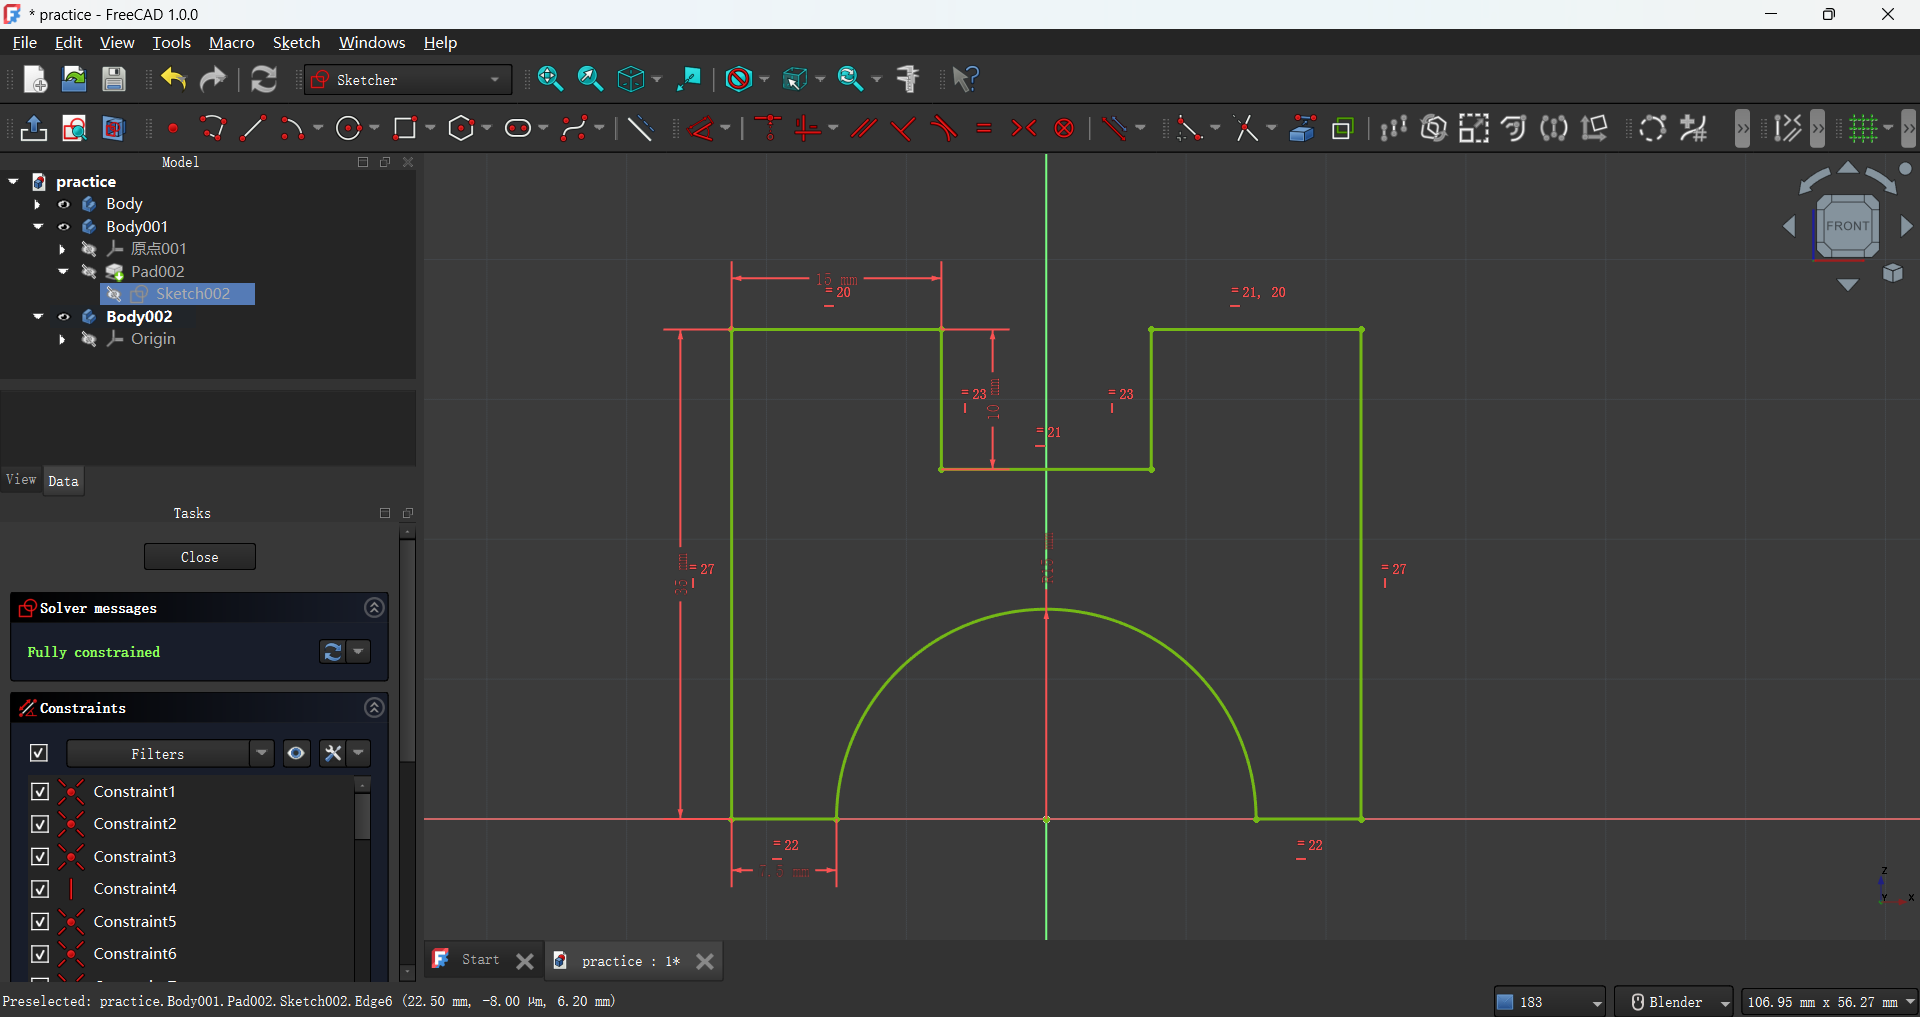 * practice - FreeCAD 1.0.0
File Edit View Tools Macro Sketch Windows Help
Sketcher
Model
practice
Body
Body001
原点001
Pad002
Sketch002
Body002
Origin
View Data
Tasks
Close
Solver messages
Fully constrained
Constraints
Filters
Constraint1
Constraint2
Constraint3
Constraint4
Constraint5
Constraint6
FRONT
15 mm
= 20
= 21, 20
= 23
10 mm
= 23
= 21
= 27
= 27
= 22
= 22
Z
Y
X
Start
practice : 1*
Preselected: practice.Body001.Pad002.Sketch002.Edge6 (22.50 mm, -8.00 µm, 6.20 mm)
183
Blender
106.95 mm x 56.27 mm